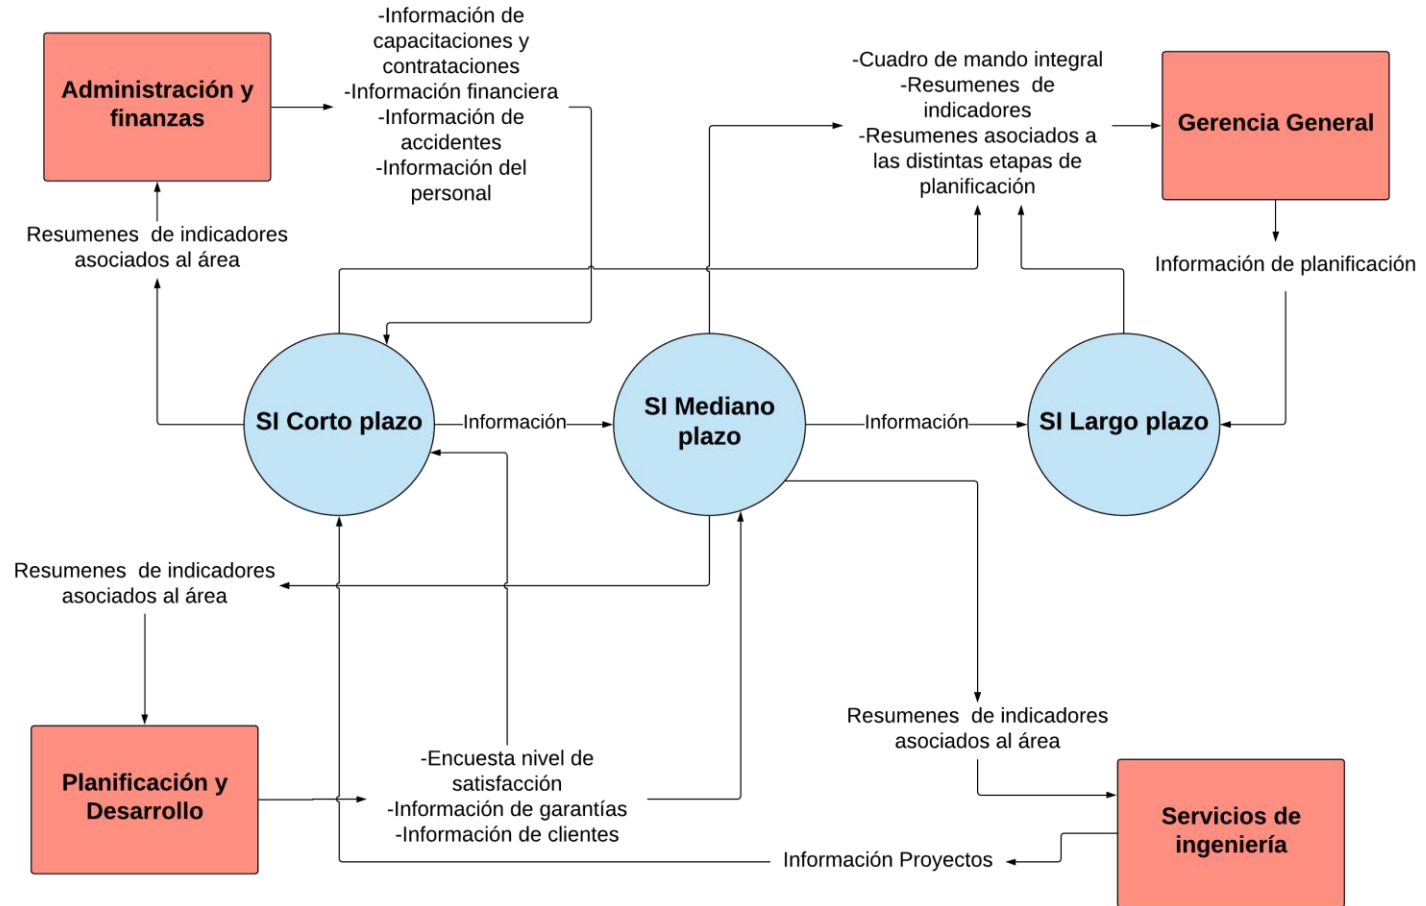 Administración y
finanzas
-Información de
capacitaciones y
contrataciones
-Información financiera
-Información de
accidentes
-Información del
personal
-Cuadro de mando integral
-Resumenes de
indicadores
-Resumenes asociados a
las distintas etapas de
planificación
Gerencia General
Resumenes de indicadores
asociados al área
Información de planificación
SI Corto plazo
Información
SI Mediano
plazo
Información
SI Largo plazo
Resumenes de indicadores
asociados al área
Resumenes de indicadores
asociados al área
Planificación y
Desarrollo
-Encuesta nivel de
satisfacción
-Información de garantías
-Información de clientes
Servicios de
ingeniería
Información Proyectos